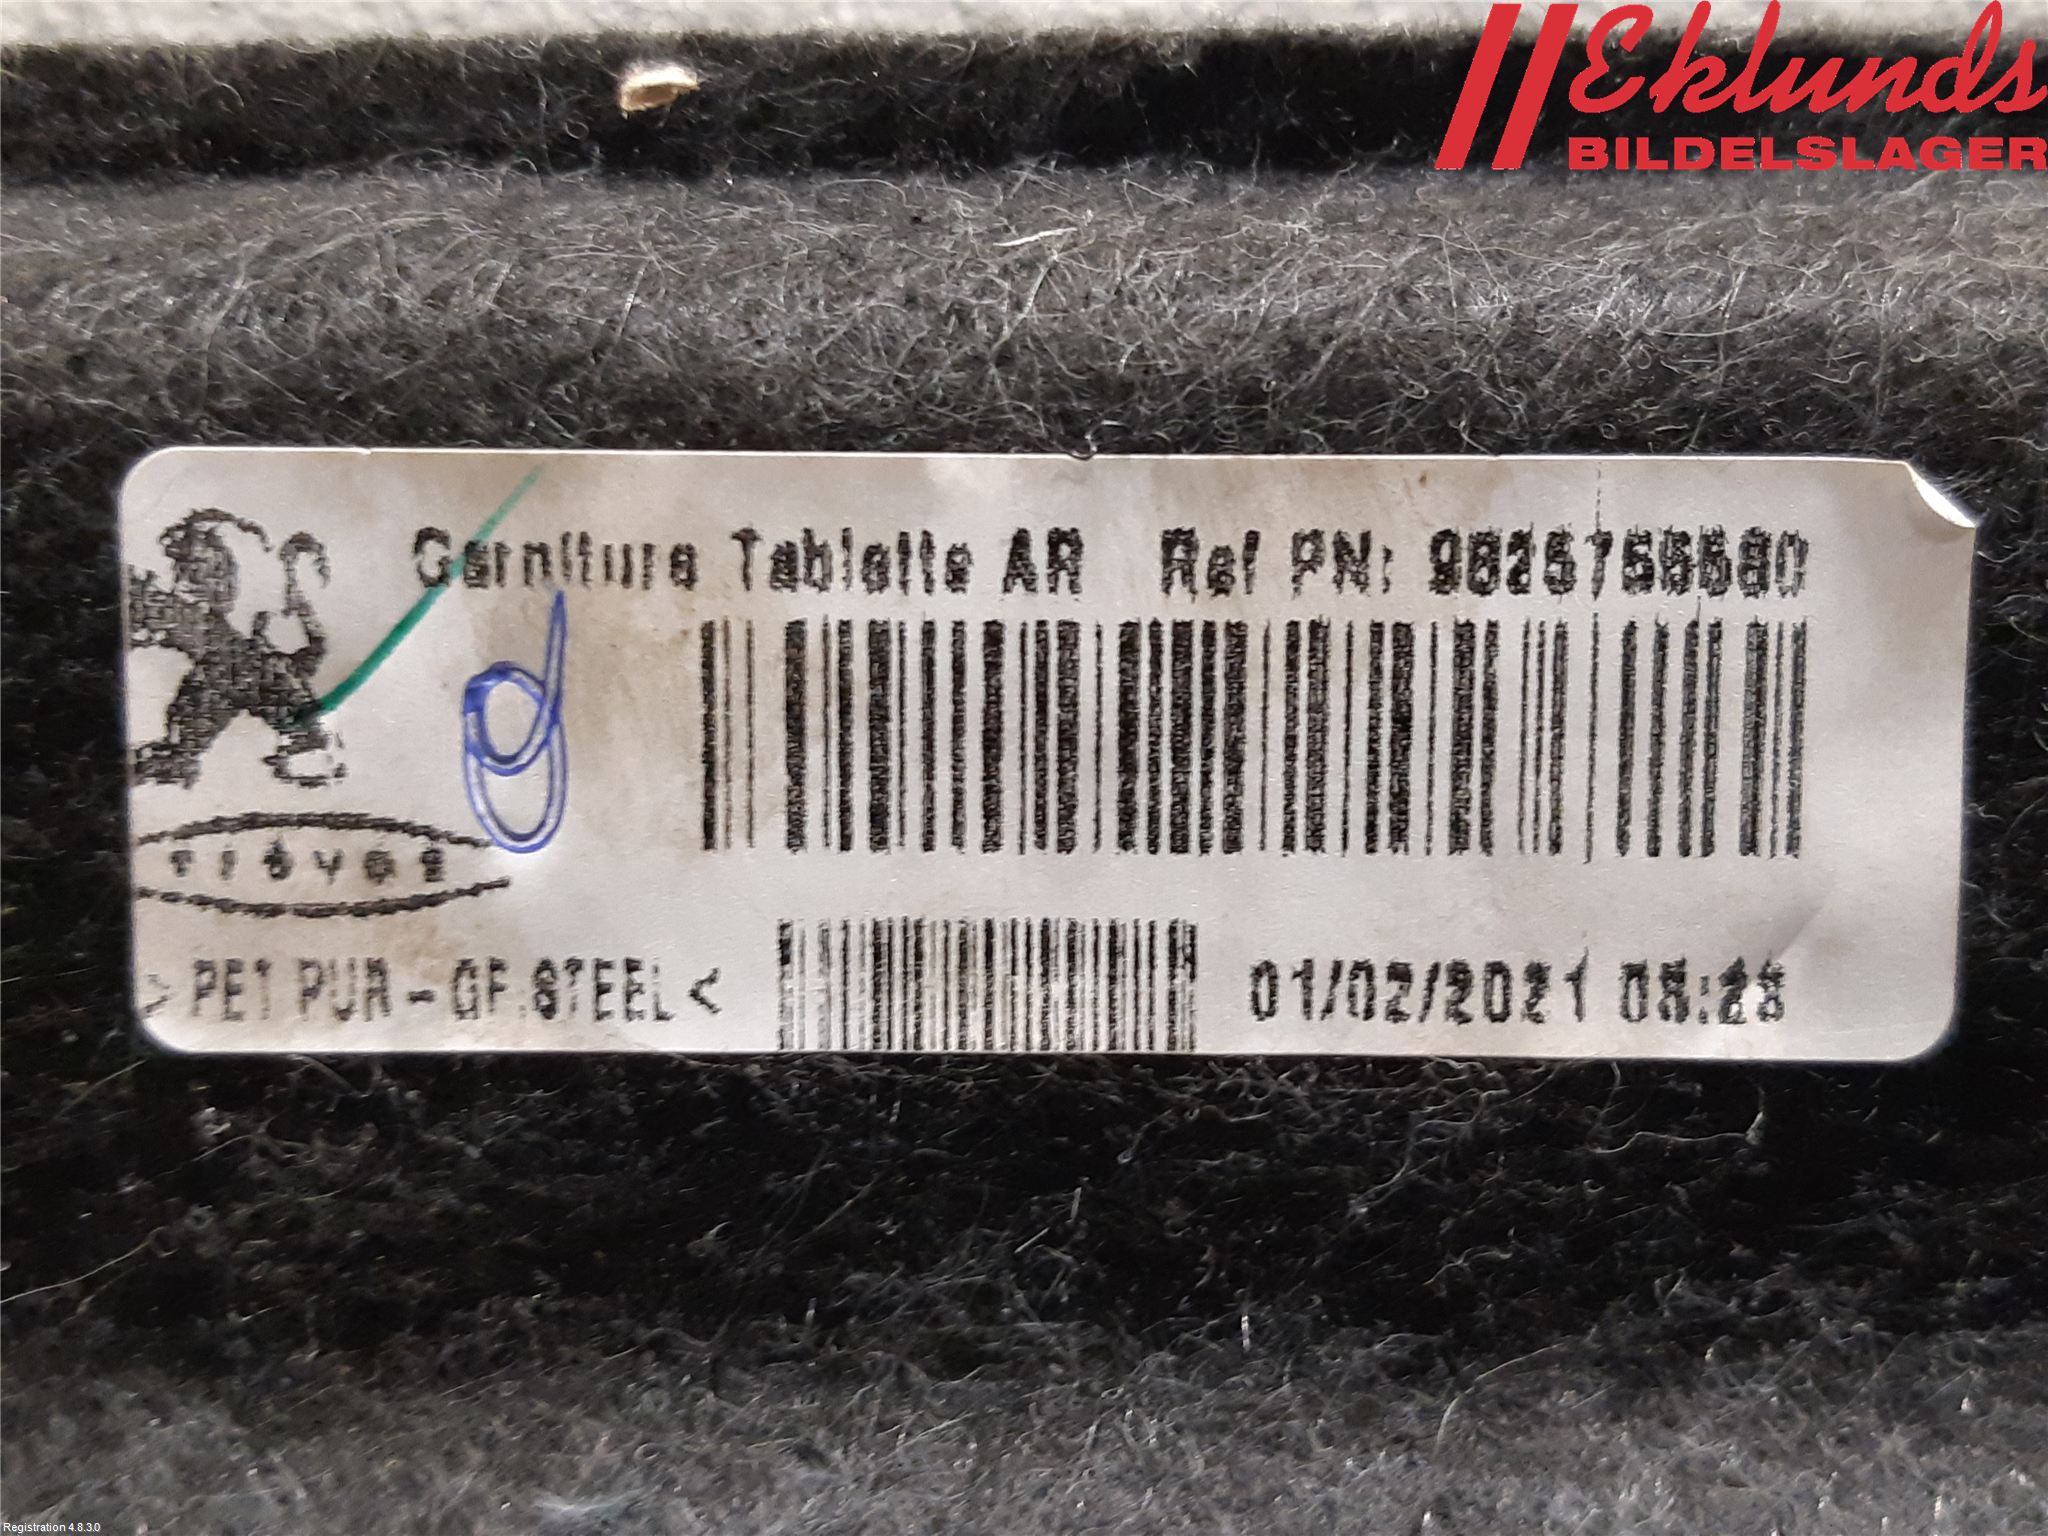 Eklunds
BILDELSLAGER
Garniture Tablette AR Ref PN:
> PET PUR - GF STEEL <
01/02/2021
Registration 4.8.3.0